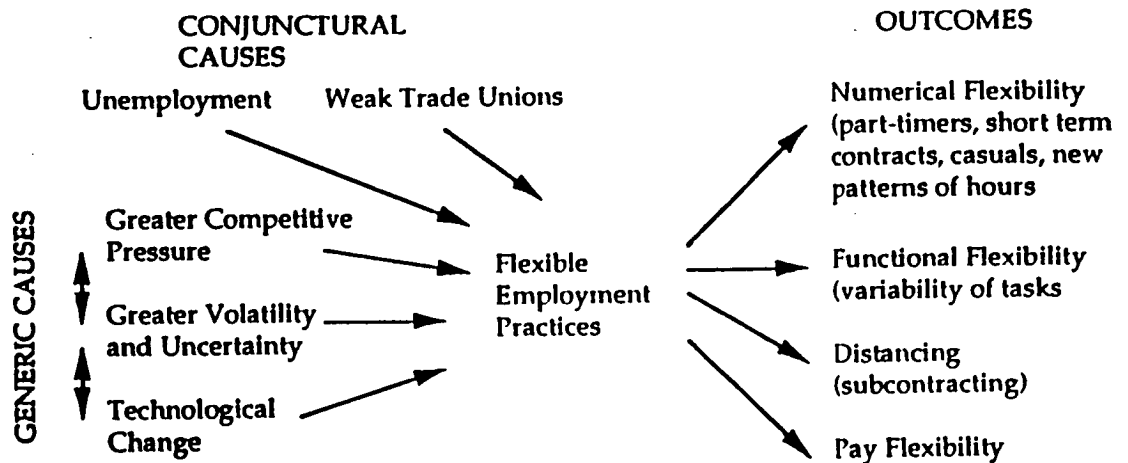 CONJUNCTURAL
CAUSES
Unemployment
Weak Trade Unions
GENERIC CAUSES
Greater Competitive
Pressure
Greater Volatility
and Uncertainty
Technological
Change
Flexible
Employment
Practices
OUTCOMES
Numerical Flexibility
(part-timers, short term
contracts, casuals, new
patterns of hours
Functional Flexibility
(variability of tasks
Distancing
(subcontracting)
Pay Flexibility